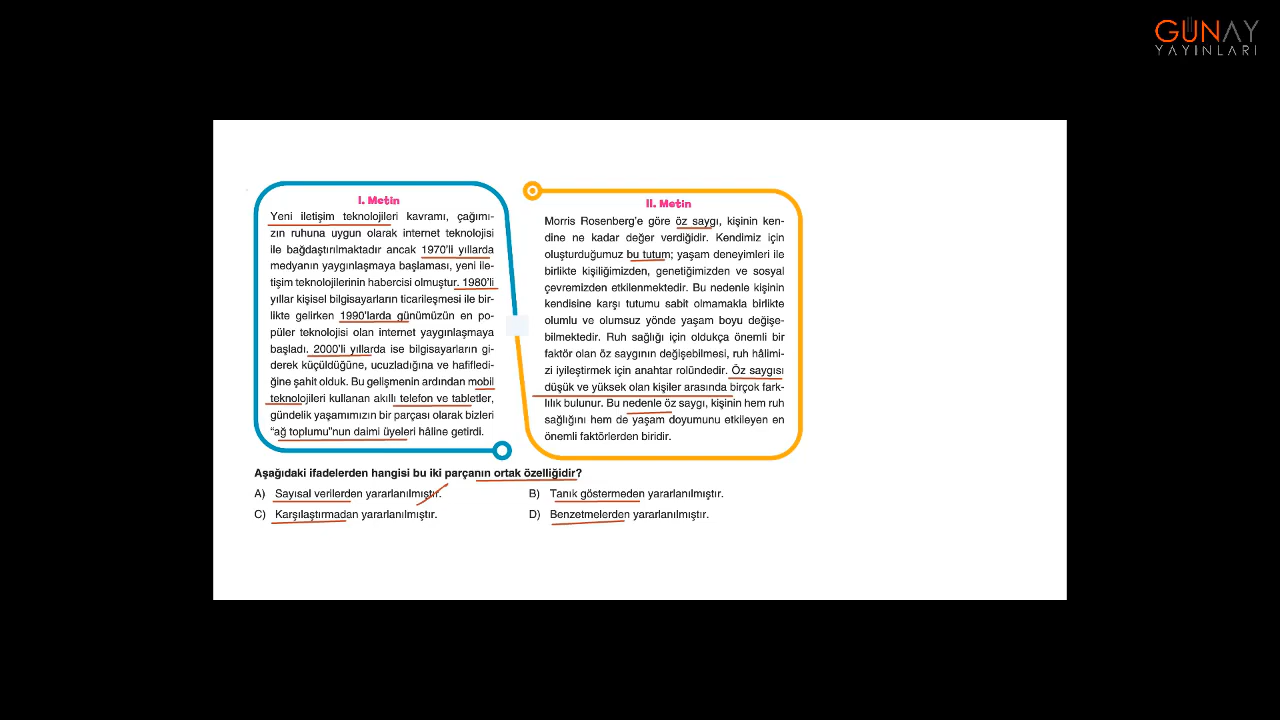 GÜNAY
YAYINLARI
I. Metin
Yeni iletişim teknolojileri kavramı, çağımı-
zın ruhuna uygun olarak internet teknolojisi
ile bağdaştırılmaktadır ancak 1970'li yıllarda
medyanın yaygınlaşmaya başlaması, yeni ile-
tişim teknolojilerinin habercisi olmuştur. 1980'li
yıllar kişisel bilgisayarların ticarileşmesi ile bir-
likte gelirken 1990'larda günümüzün en po-
püler teknolojisi olan internet yaygınlaşmaya
başladı. 2000'li yıllarda ise bilgisayarların gi-
derek küçüldüğüne, ucuzladığına ve hafifledi-
ğine şahit olduk. Bu gelişmenin ardından mobil
teknolojileri kullanan akıllı telefon ve tabletler,
gündelik yaşamımızın bir parçası olarak bizleri
"ağ toplumu"nun daimi üyeleri hâline getirdi.
II. Metin
Morris Rosenberg'e göre öz saygı, kişinin ken-
dine ne kadar değer verdiğidir. Kendimiz için
oluşturduğumuz bu tutum; yaşam deneyimleri ile
birlikte kişiliğimizden, genetiğimizden ve sosyal
çevremizden etkilenmektedir. Bu nedenle kişinin
kendisine karşı tutumu sabit olmamakla birlikte
olumlu ve olumsuz yönde yaşam boyu değişe-
bilmektedir. Ruh sağlığı için oldukça önemli bir
faktör olan öz saygının değişebilmesi, ruh hâlimi-
zi iyileştirmek için anahtar rolündedir. Öz saygısı
düşük ve yüksek olan kişiler arasında birçok fark-
lılık bulunur. Bu nedenle öz saygı, kişinin hem ruh
sağlığını hem de yaşam doyumunu etkileyen en
önemli faktörlerden biridir.
Aşağıdaki ifadelerden hangisi bu iki parçanın ortak özelliğidir?
A) Sayısal verilerden yararlanılmıştır.
B) Tanık göstermeden yararlanılmıştır.
C) Karşılaştırmadan yararlanılmıştır.
D) Benzetmelerden yararlanılmıştır.